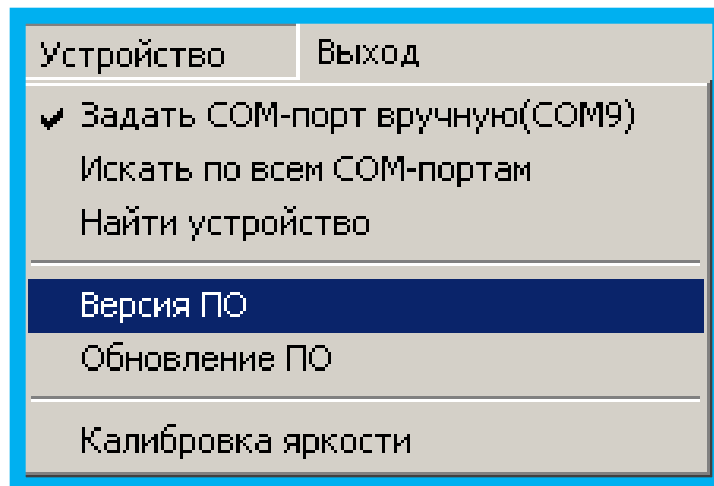 Устройство Выход
Задать COM-порт вручную(COM9)
Искать по всем COM-портам
Найти устройство
Версия ПО
Обновление ПО
Калибровка яркости